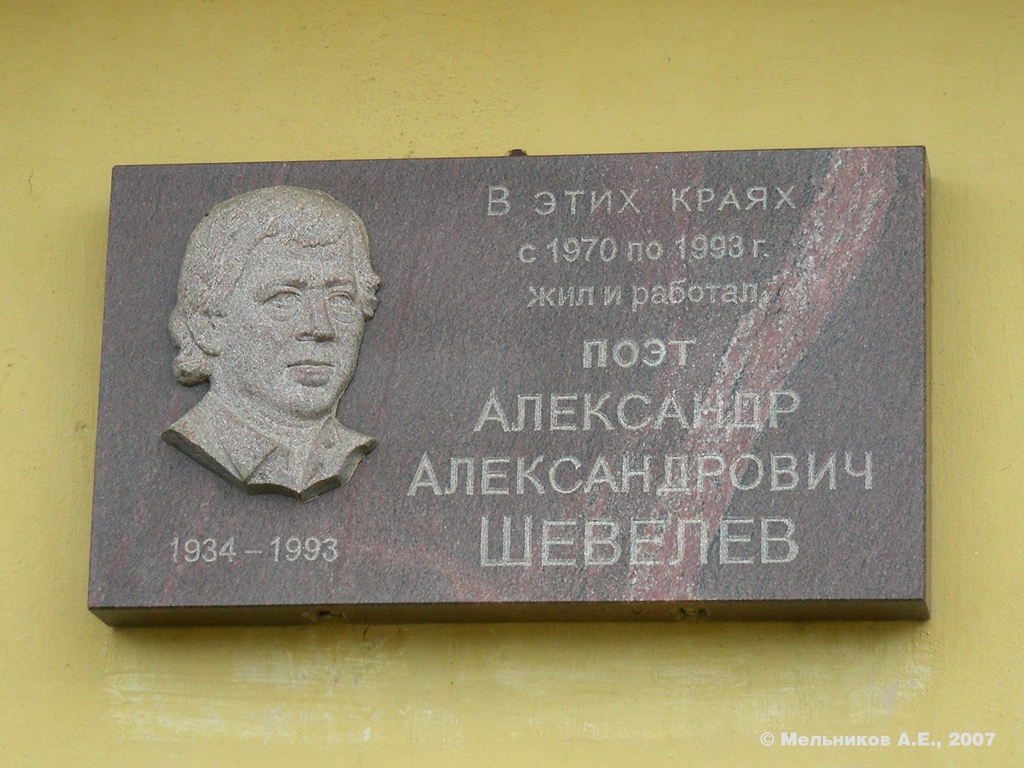 В ЭТИХ КРАЯХ
с 1970 по 1993 г.
жил и работал
поэт
АЛЕКСАНДР
АЛЕКСАНДРОВИЧ
ШЕВЕЛЕВ
1934 – 1993
© Мельников А.Е., 2007